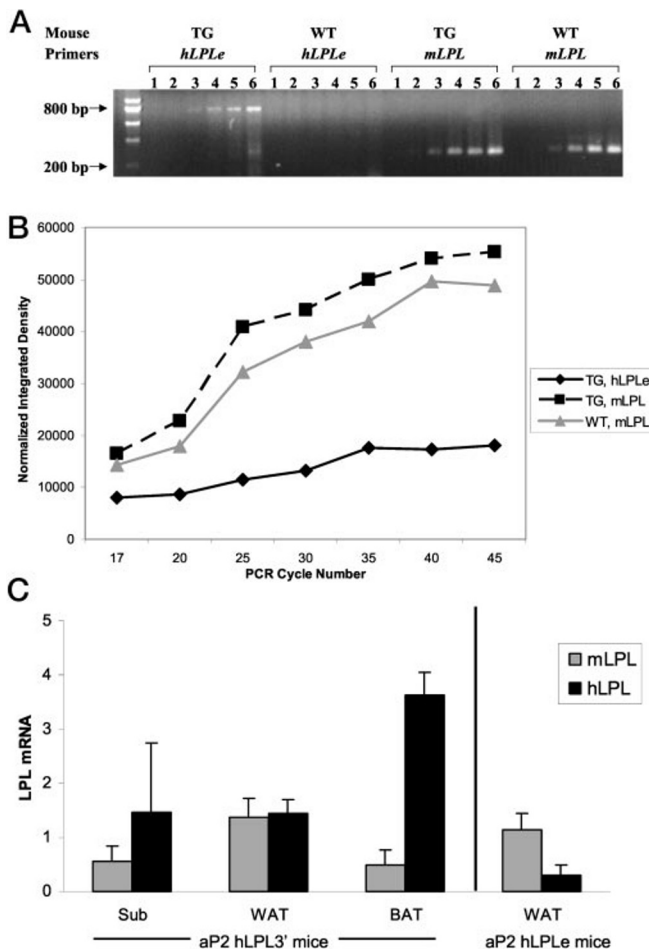 A
Mouse TG WT TG WT
Primers hLPLe hLPLe mLPL mLPL
1 2 3 4 5 6 1 2 3 4 5 6 1 2 3 4 5 6 1 2 3 4 5 6
800 bp
200 bp
B
60000
50000
40000
30000
20000
10000
0
Normalized Integrated Density
17 20 25 30 35 40 45
PCR Cycle Number
TG, hLPLe
TG, mLPL
WT, mLPL
C
5
4
3
2
1
0
LPL mRNA
mLPL
hLPL
Sub WAT BAT WAT
aP2 hLPL3' mice aP2 hLPLe mice